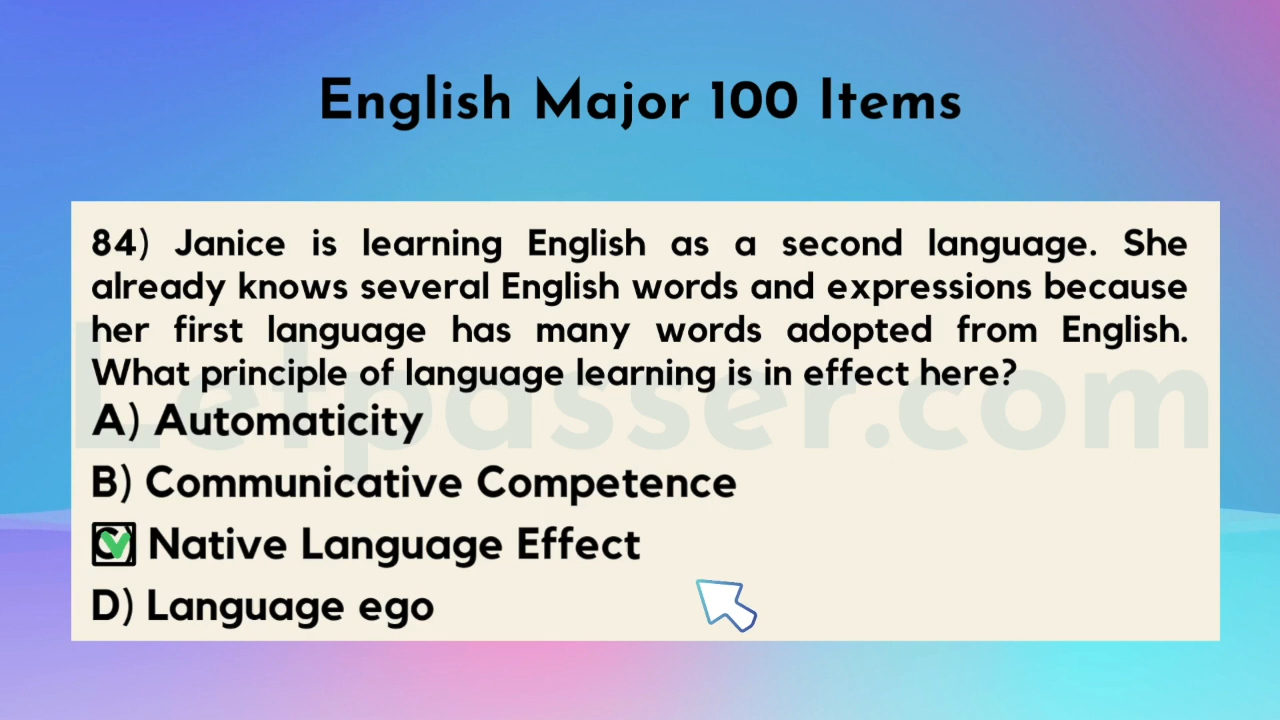 English Major 100 Items
84) Janice is learning English as a second language. She
already knows several English words and expressions because
her first language has many words adopted from English.
What principle of language learning is in effect here?
A) Automaticity
B) Communicative Competence
C) Native Language Effect
D) Language ego
Letpasser.com